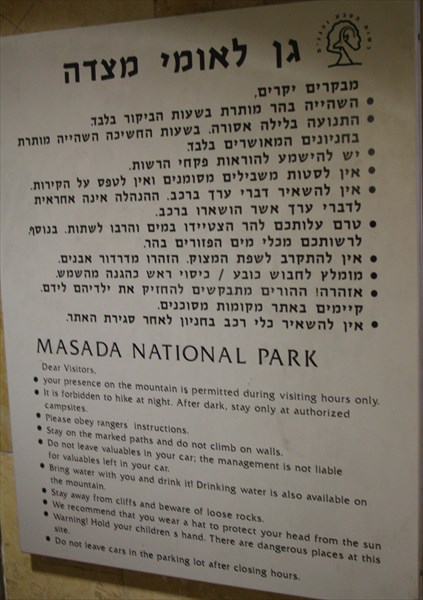 גן לאומי מצדה
מבקרים יקרים,
• השהייה בהר מותרת בשעות הביקור בלבד.
• התנועה בלילה אסורה. בשעות החשיכה השהייה מותרת
בחניונים המאושרים בלבד.
• יש להישמע להוראות פקחי הרשות.
• אין לסטות משבילים מסומנים ואין לטפס על הקירות.
• אין להשאיר דברי ערך ברכב. ההנהלה אינה אחראית
לדברי ערך אשר הושארו ברכב.
• טרם עלותכם להר הצטיידו במים והרבו לשתות. בנוסף,
לרשותכם מכלי מים הפזורים בהר.
• אין להתקרב לשפת המצוק. הזהרו מדרדור אבנים.
• מומלץ לחבוש כובע / כיסוי ראש כהגנה מהשמש.
• אזהרה! ההורים מתבקשים להחזיק את ילדיהם לידם.
קיימים באתר מקומות מסוכנים.
• אין להשאיר כלי רכב בחניון לאחר סגירת האתר.
MASADA NATIONAL PARK
Dear Visitors,
• your presence on the mountain is permitted during visiting hours only.
• It is forbidden to hike at night. After dark, stay only at authorized
campsites.
• Please obey rangers instructions.
• Stay on the marked paths and do not climb on walls.
• Do not leave valuables in your car; the management is not liable
for valuables left in your car.
• Bring water with you and drink it! Drinking water is also available on
the mountain.
• Stay away from cliffs and beware of loose rocks.
• We recommend that you wear a hat to protect your head from the sun
• Warning! Hold your children s hand. There are dangerous places at this
site.
• Do not leave cars in the parking lot after closing hours.